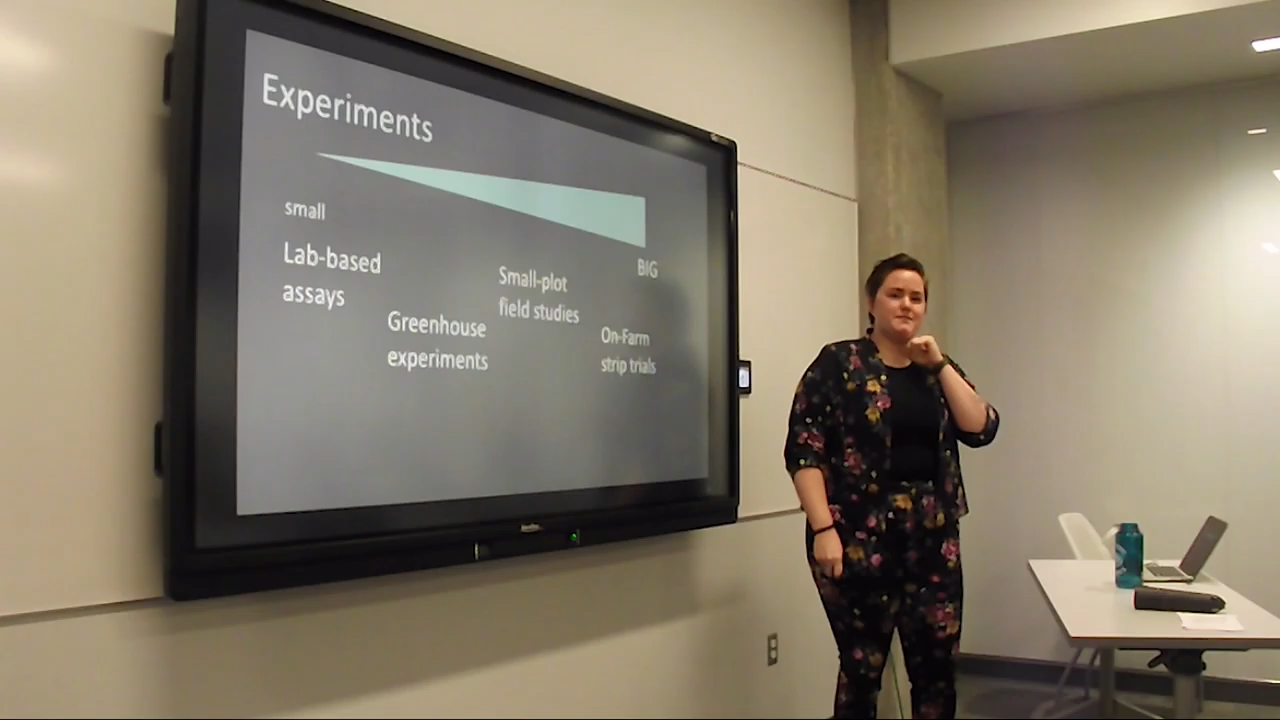 Experiments
small
BIG
Lab-based
assays
Greenhouse
experiments
Small-plot
field studies
On-Farm
strip trials